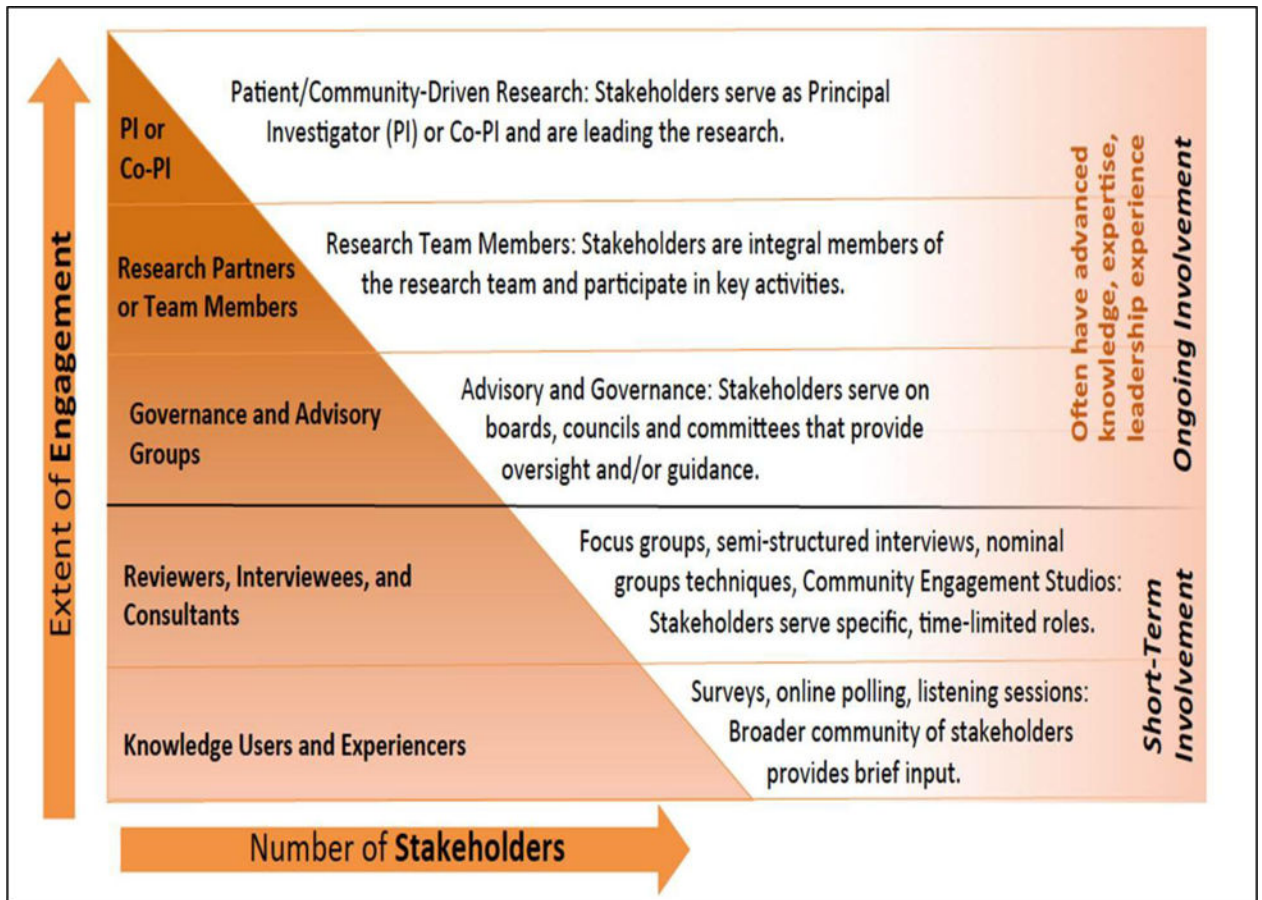 Extent of Engagement
PI or
Co-PI
Patient/Community-Driven Research: Stakeholders serve as Principal
Investigator (PI) or Co-PI and are leading the research.
Research Partners
or Team Members
Research Team Members: Stakeholders are integral members of
the research team and participate in key activities.
Governance and Advisory
Groups
Advisory and Governance: Stakeholders serve on
boards, councils and committees that provide
oversight and/or guidance.
Often have advanced
knowledge, expertise,
leadership experience
Ongoing Involvement
Reviewers, Interviewees, and
Consultants
Focus groups, semi-structured interviews, nominal
groups techniques, Community Engagement Studios:
Stakeholders serve specific, time-limited roles.
Knowledge Users and Experiencers
Surveys, online polling, listening sessions:
Broader community of stakeholders
provides brief input.
Short-Term
Involvement
Number of Stakeholders